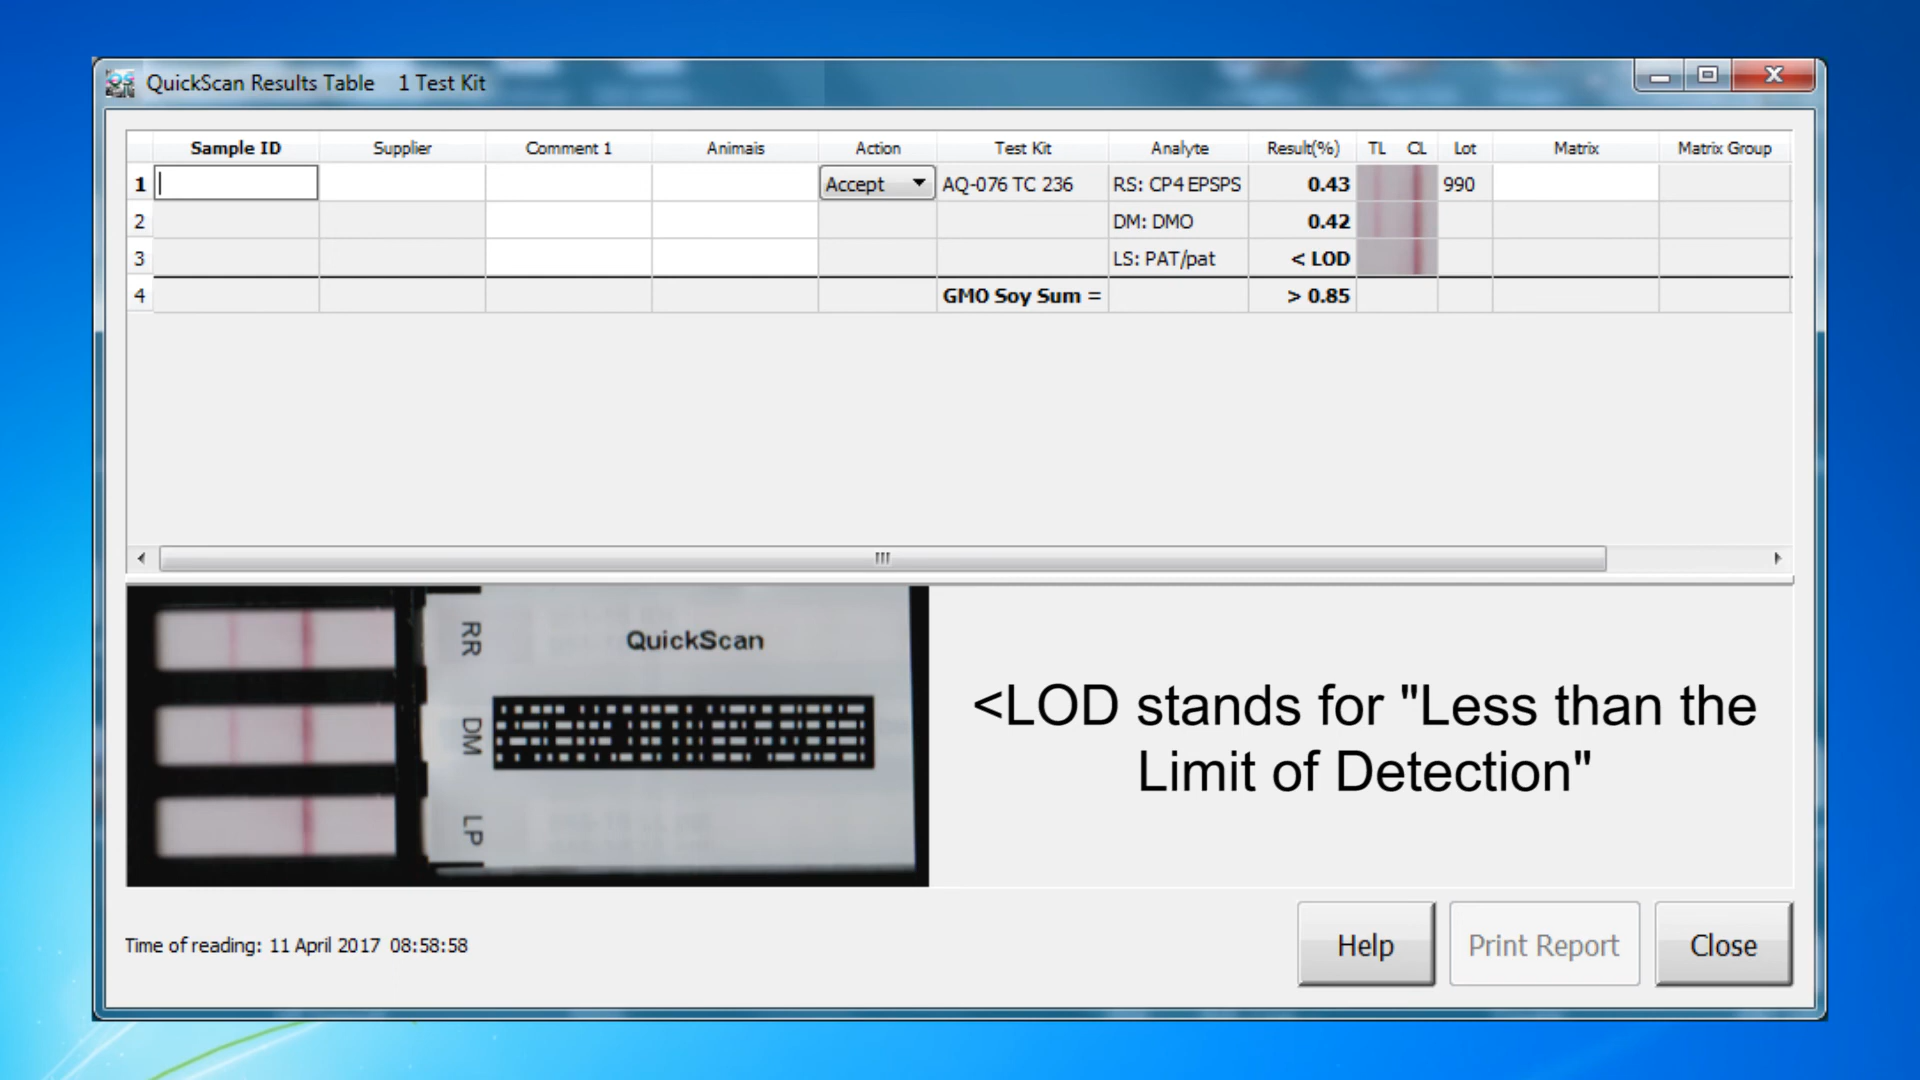 QuickScan Results Table 1 Test Kit
Sample ID Supplier Comment 1 Animais Action Test Kit Analyte Result(%) TL CL Lot Matrix Matrix Group
1 Accept AQ-076 TC 236 RS: CP4 EPSPS 0.43 990
2 DM: DMO 0.42
3 LS: PAT/pat < LOD
4 GMO Soy Sum = > 0.85
RR
QuickScan
DM
LP
<LOD stands for "Less than the
Limit of Detection"
Time of reading: 11 April 2017 08:58:58
Help Print Report Close